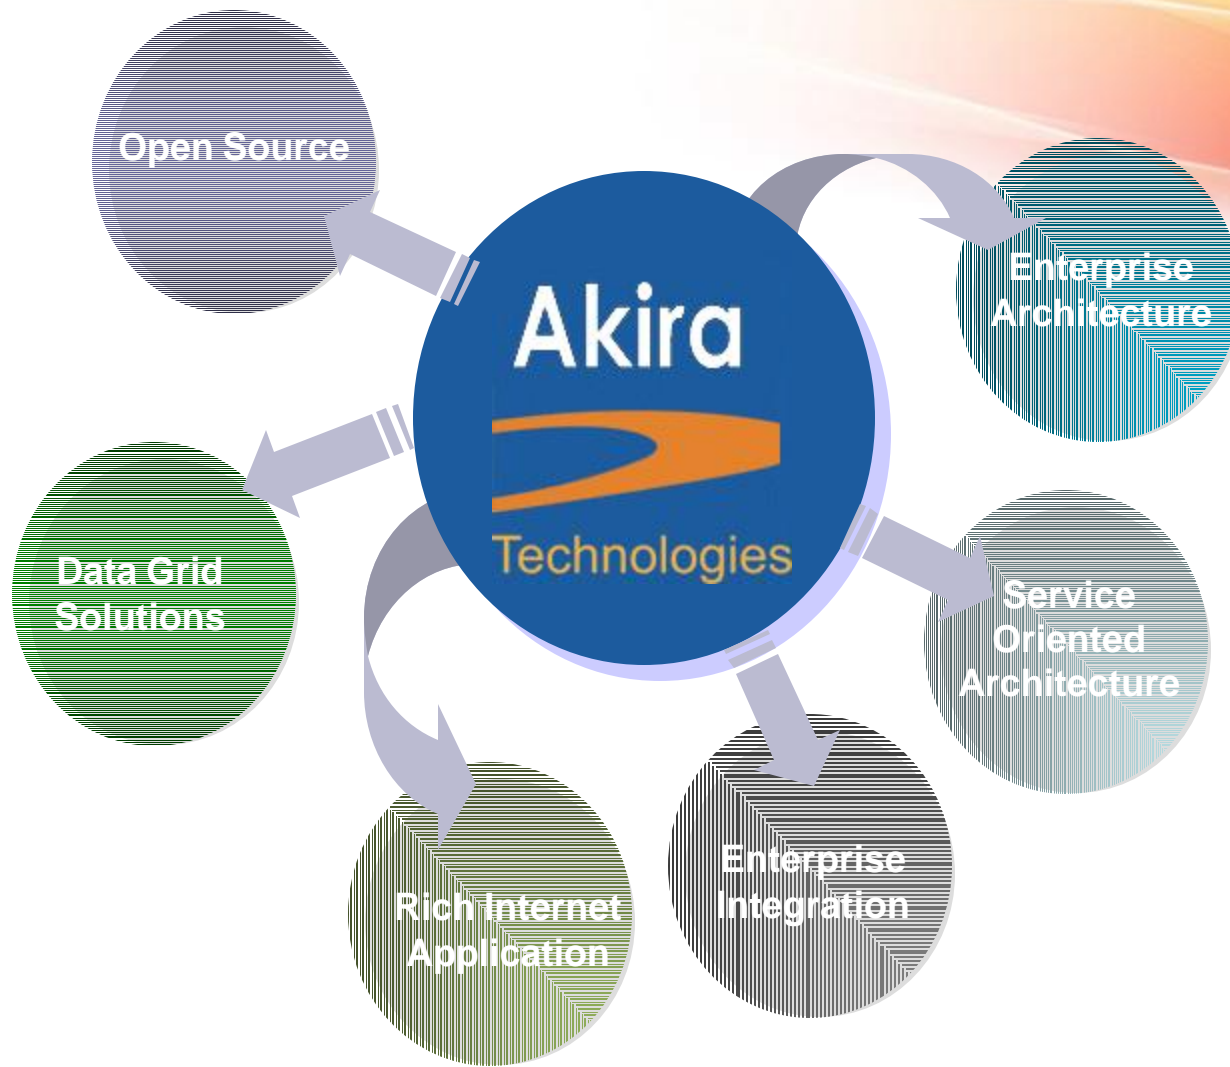 Open Source
Enterprise
Architecture
Akira
Technologies
Data Grid
Solutions
Service
Oriented
Architecture
Enterprise
Integration
Rich Internet
Application